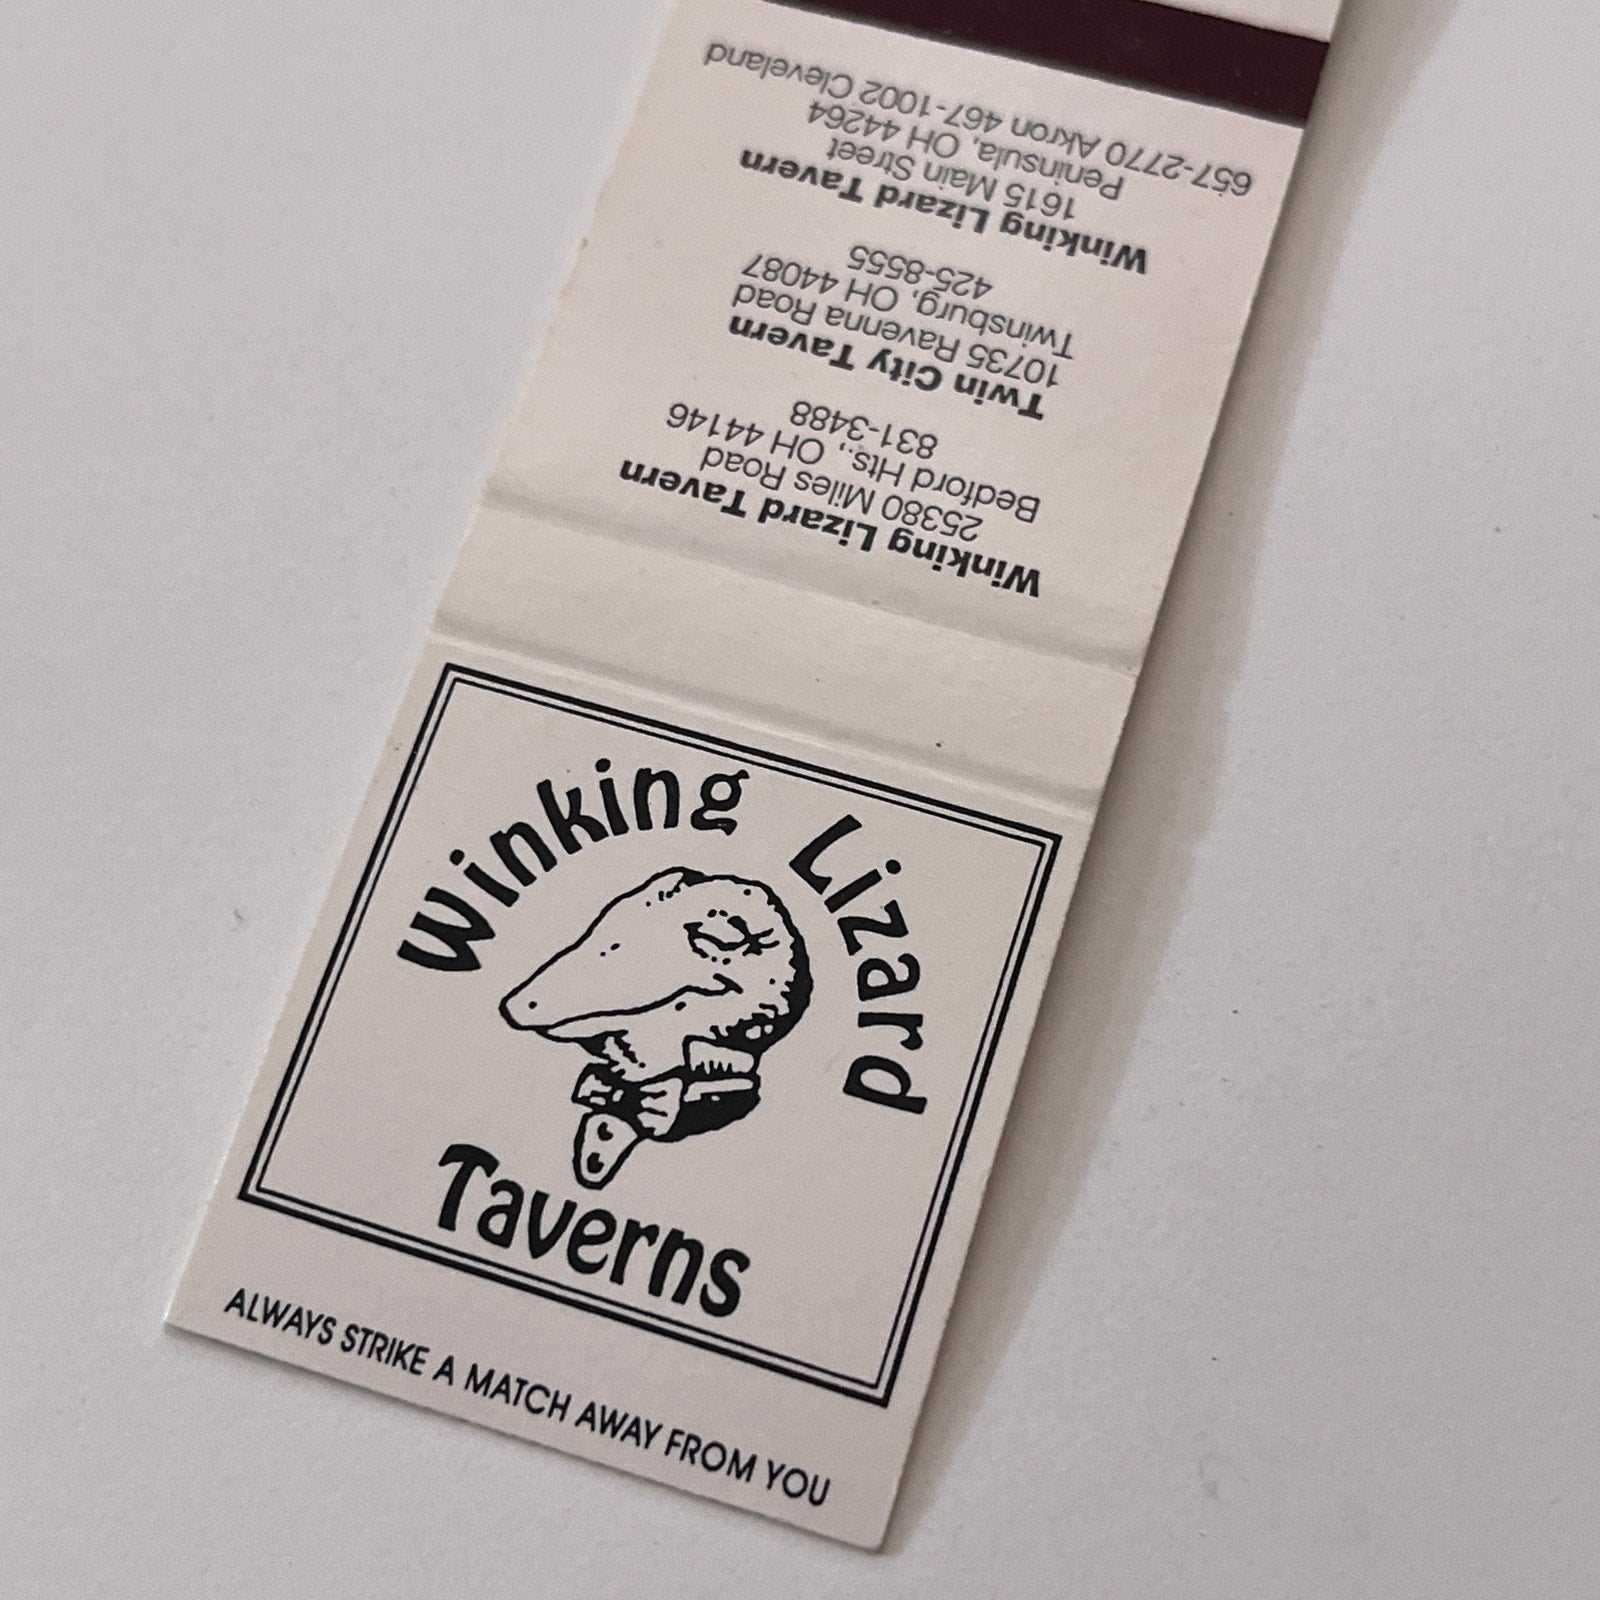 Winking Lizard
Taverns
ALWAYS STRIKE A MATCH AWAY FROM YOU
Winking Lizard Tavern
25380 Miles Road
Bedford Hts., OH 44146
831-3488
Twin City Tavern
10735 Ravenna Road
Twinsburg, OH 44087
425-8555
Winking Lizard Tavern
1615 Main Street
Peninsula, OH 44264
657-2770 Akron 467-1002 Cleveland